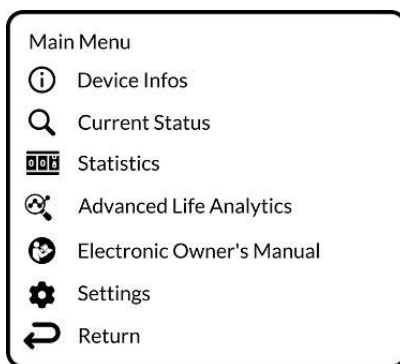 Main Menu
Device Infos
Current Status
Statistics
Advanced Life Analytics
Electronic Owner's Manual
Settings
Return